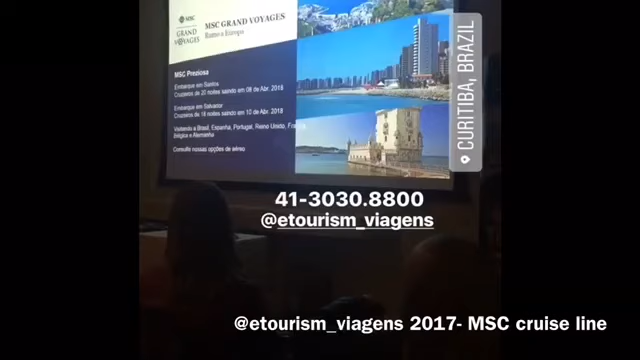 MSC
GRAND
VOYAGES
MSC GRAND VOYAGES
Rumo a Europa
MSC Preziosa
Embarque em Santos
Cruzeiros de 20 noites saindo em 08 de Abr. 2018
Embarque em Salvador
Cruzeiros de 18 noites saindo em 10 de Abr. 2018
Visitando a Brasil, Espanha, Portugal, Reino Unido,
Bélgica e Alemanha
Consulte nossas opções de aéreo.
CURITIBA, BRAZIL
41-3030.8800
@etourism_viagens
@etourism_viagens 2017- MSC cruise line